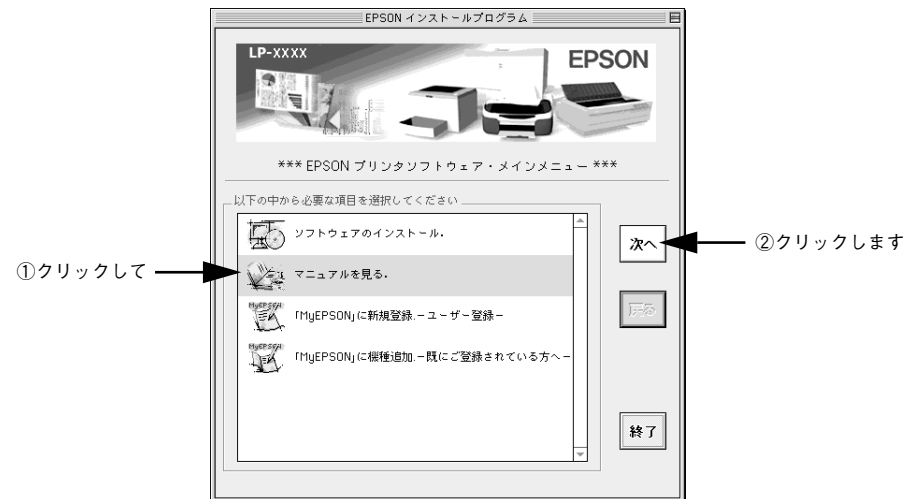 EPSON インストールプログラム
LP-XXXX
EPSON
*** EPSON プリンタソフトウェア・メインメニュー ***
以下の中から必要な項目を選択してください
ソフトウェアのインストール.
次へ
②クリックします
①クリックして
マニュアルを見る.
戻る
MyEPSON
「MyEPSON」に新規登録.－ユーザー登録－
MyEPSON
「MyEPSON」に機種追加.－既にご登録されている方へ－
終了